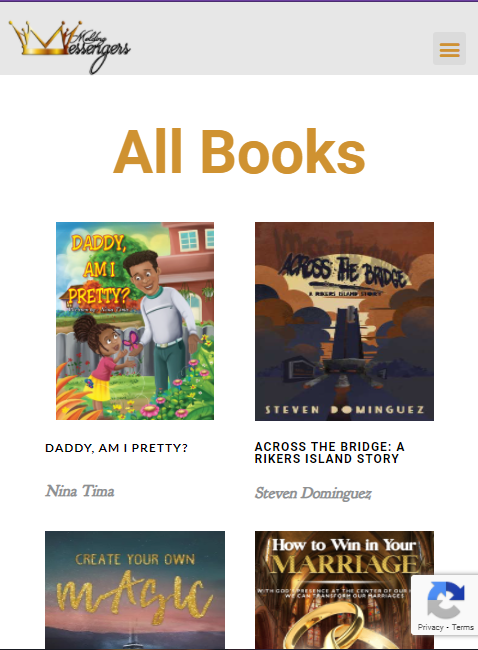 Molding
Messengers
All Books
DADDY,
AM I
PRETTY?
ACROSS THE BRIDGE
A RIKERS ISLAND STORY
STEVEN DOMINGUEZ
DADDY, AM I PRETTY?
ACROSS THE BRIDGE: A
RIKERS ISLAND STORY
Nina Tima
Steven Dominguez
CREATE YOUR OWN
MAGIC
How to Win in Your
MARRIAGE
WITH GOD'S PRESENCE AT THE CENTER OF OUR
WE CAN TRANSFORM OUR MARRIAGES
Privacy - Terms